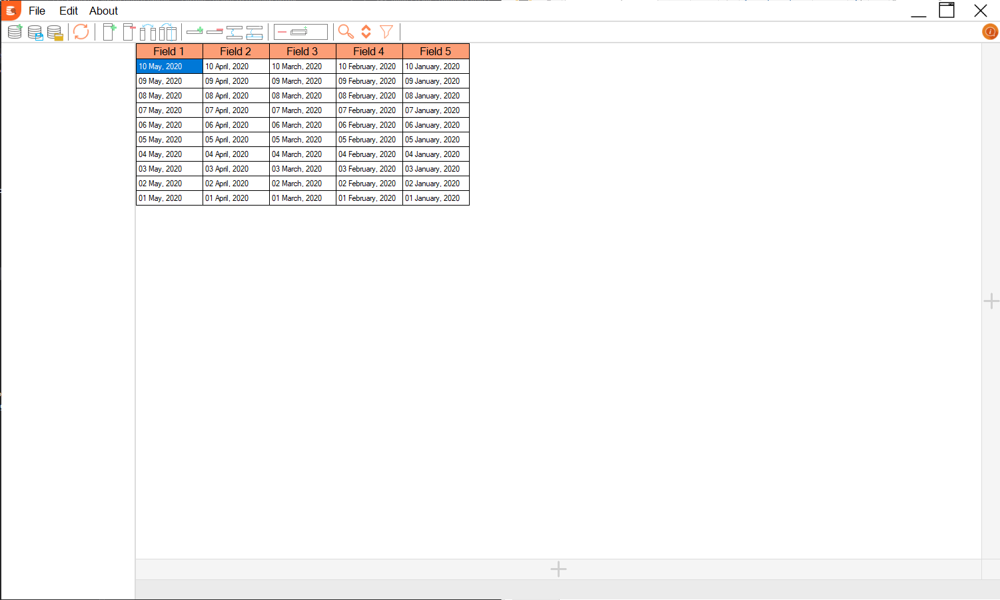 File Edit About
Field 1 Field 2 Field 3 Field 4 Field 5
10 May, 2020 10 April, 2020 10 March, 2020 10 February, 2020 10 January, 2020
09 May, 2020 09 April, 2020 09 March, 2020 09 February, 2020 09 January, 2020
08 May, 2020 08 April, 2020 08 March, 2020 08 February, 2020 08 January, 2020
07 May, 2020 07 April, 2020 07 March, 2020 07 February, 2020 07 January, 2020
06 May, 2020 06 April, 2020 06 March, 2020 06 February, 2020 06 January, 2020
05 May, 2020 05 April, 2020 05 March, 2020 05 February, 2020 05 January, 2020
04 May, 2020 04 April, 2020 04 March, 2020 04 February, 2020 04 January, 2020
03 May, 2020 03 April, 2020 03 March, 2020 03 February, 2020 03 January, 2020
02 May, 2020 02 April, 2020 02 March, 2020 02 February, 2020 02 January, 2020
01 May, 2020 01 April, 2020 01 March, 2020 01 February, 2020 01 January, 2020